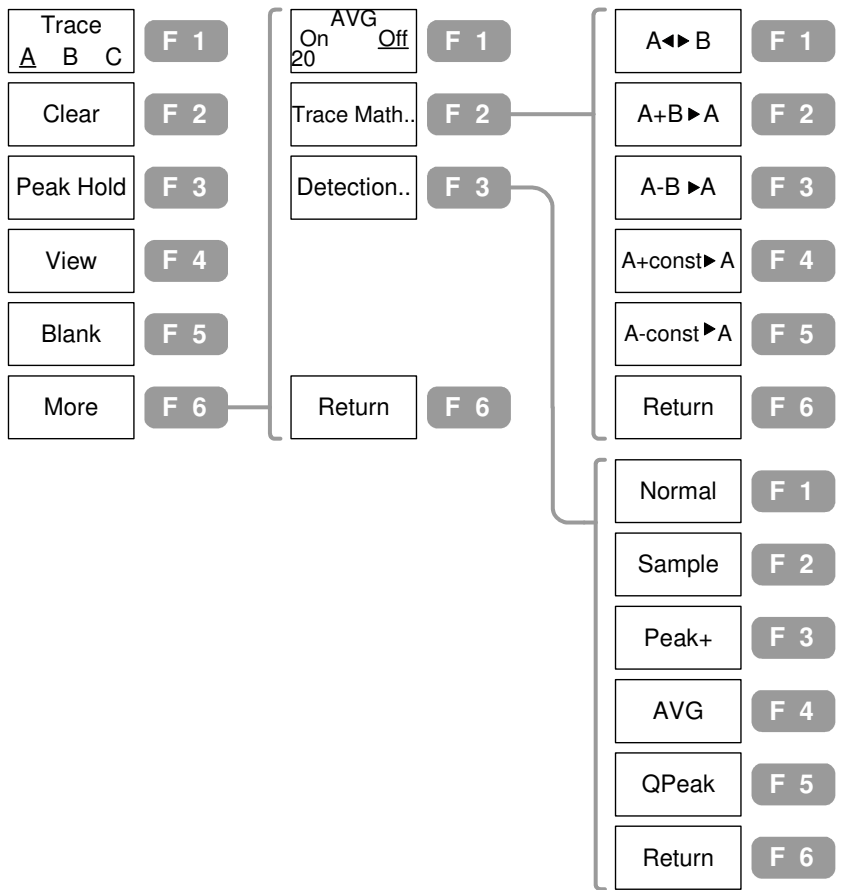 Trace
A B C
F 1
Clear
F 2
Peak Hold
F 3
View
F 4
Blank
F 5
More
F 6
AVG
On Off
20
F 1
Trace Math..
F 2
Detection..
F 3
Return
F 6
A◄► B
F 1
A+B►A
F 2
A-B ►A
F 3
A+const► A
F 4
A-const►A
F 5
Return
F 6
Normal
F 1
Sample
F 2
Peak+
F 3
AVG
F 4
QPeak
F 5
Return
F 6